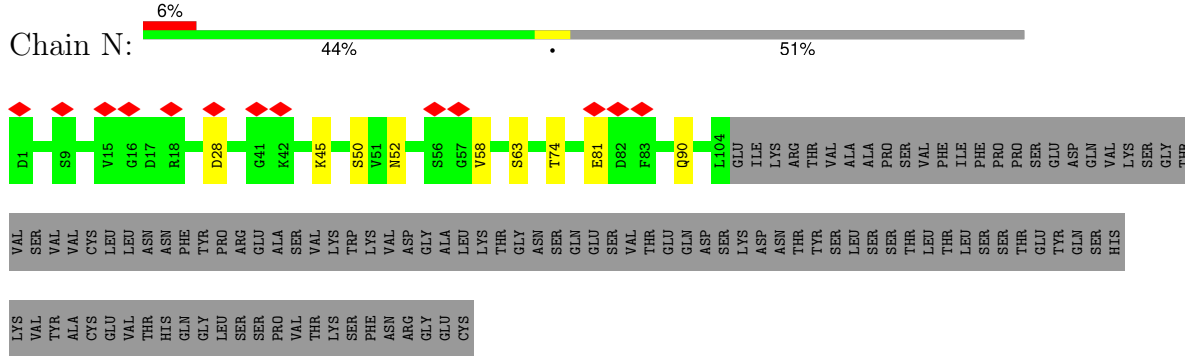 6%
Chain N:
44% • 51%
D1 S9 V15 G16 D17 R18 D28 G41 K42 K45 S50 V51 N52 S56 G57 V58 S63 T74 E81 D82 F83 Q90 L104 GLU ILE LYS ARG THR VAL ALA ALA PRO SER VAL PHE ILE PHE PRO PRO SER GLU ASP GLN VAL LYS SER GLY THR
VAL SER VAL VAL CYS LEU LEU ASN ASN PHE TYR PRO ARG GLU ALA SER VAL LYS TRP LYS VAL ASP GLY ALA LEU LYS THR GLY ASN SER GLN GLU SER VAL THR GLU GLN ASP SER LYS ASP ASN THR TYR SER LEU SER SER THR LEU THR LEU SER SER THR GLU TYR GLN SER HIS
LYS VAL TYR ALA CYS GLU VAL THR HIS GLN GLY LEU SER SER PRO VAL THR LYS SER PHE ASN ARG GLY GLU CYS